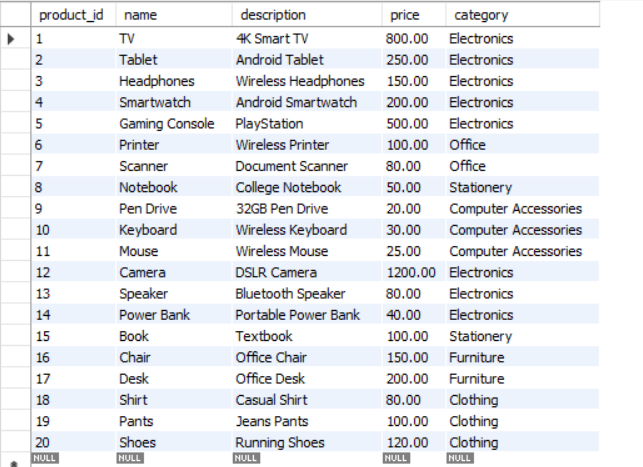 product_id name description price category
1 TV 4K Smart TV 800.00 Electronics
2 Tablet Android Tablet 250.00 Electronics
3 Headphones Wireless Headphones 150.00 Electronics
4 Smartwatch Android Smartwatch 200.00 Electronics
5 Gaming Console PlayStation 500.00 Electronics
6 Printer Wireless Printer 100.00 Office
7 Scanner Document Scanner 80.00 Office
8 Notebook College Notebook 50.00 Stationery
9 Pen Drive 32GB Pen Drive 20.00 Computer Accessories
10 Keyboard Wireless Keyboard 30.00 Computer Accessories
11 Mouse Wireless Mouse 25.00 Computer Accessories
12 Camera DSLR Camera 1200.00 Electronics
13 Speaker Bluetooth Speaker 80.00 Electronics
14 Power Bank Portable Power Bank 40.00 Electronics
15 Book Textbook 100.00 Stationery
16 Chair Office Chair 150.00 Furniture
17 Desk Office Desk 200.00 Furniture
18 Shirt Casual Shirt 80.00 Clothing
19 Pants Jeans Pants 100.00 Clothing
20 Shoes Running Shoes 120.00 Clothing
NULL NULL NULL NULL NULL